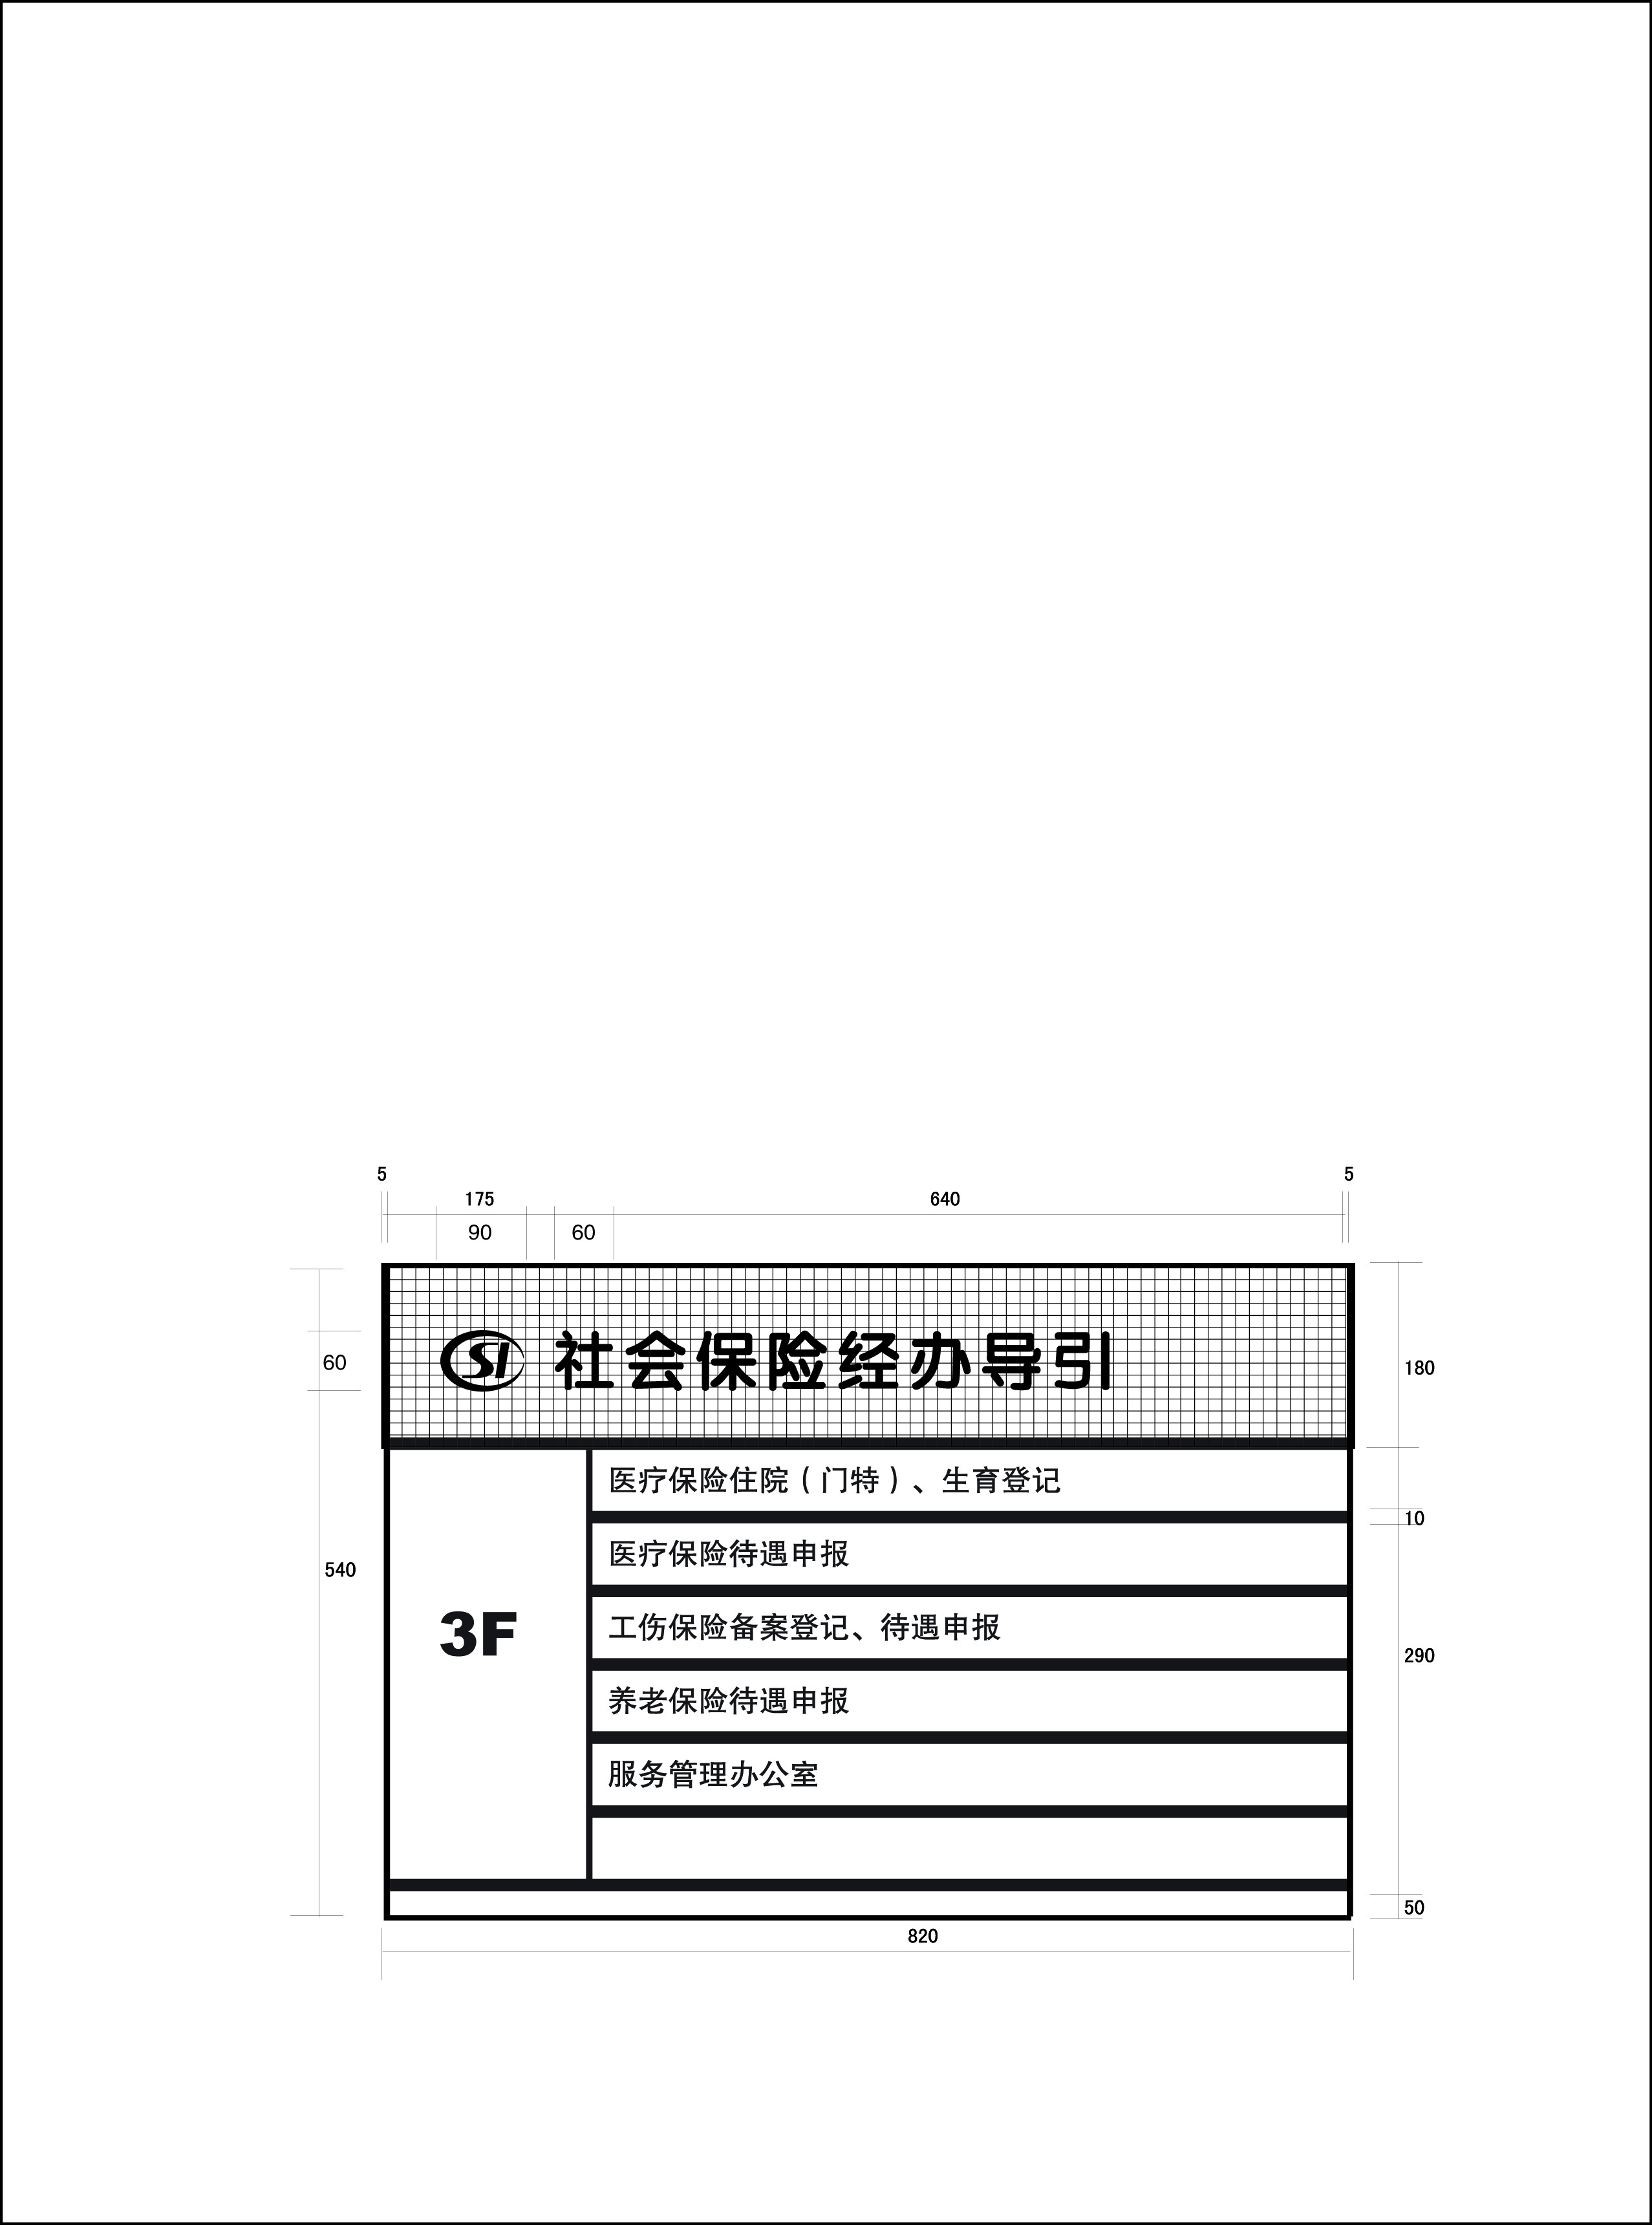 5 5
175 640
90 60
SI 社会保险经办导引
60
180
医疗保险住院（门特）、生育登记
10
医疗保险待遇申报
540
工伤保险备案登记、待遇申报
3F
290
养老保险待遇申报
服务管理办公室
50
820